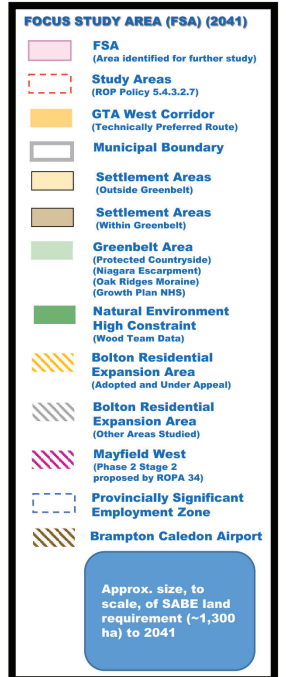 FOCUS STUDY AREA (FSA) (2041)
FSA
(Area identified for further study)
Study Areas
(ROP Policy 5.4.3.2.7)
GTA West Corridor
(Technically Preferred Route)
Municipal Boundary
Settlement Areas
(Outside Greenbelt)
Settlement Areas
(Within Greenbelt)
Greenbelt Area
(Protected Countryside)
(Niagara Escarpment)
(Oak Ridges Moraine)
(Growth Plan NHS)
Natural Environment
High Constraint
(Wood Team Data)
Bolton Residential
Expansion Area
(Adopted and Under Appeal)
Bolton Residential
Expansion Area
(Other Areas Studied)
Mayfield West
(Phase 2 Stage 2
proposed by ROPA 34)
Provincially Significant
Employment Zone
Brampton Caledon Airport
Approx. size, to
scale, of SABE land
requirement (~1,300
ha) to 2041